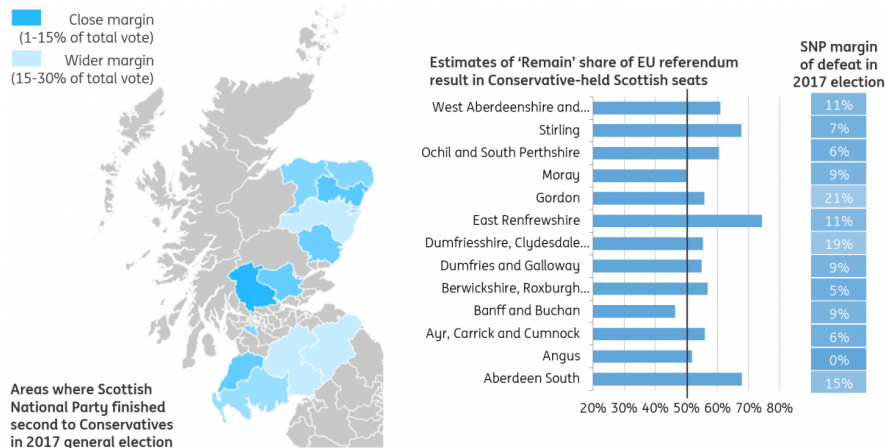 Close margin
(1-15% of total vote)
Wider margin
(15-30% of total vote)
Areas where Scottish
National Party finished
second to Conservatives
in 2017 general election
Estimates of ‘Remain’ share of EU referendum
result in Conservative-held Scottish seats
SNP margin
of defeat in
2017 election
West Aberdeenshire and... 11%
Stirling 7%
Ochil and South Perthshire 6%
Moray 9%
Gordon 21%
East Renfrewshire 11%
Dumfriesshire, Clydesdale... 19%
Dumfries and Galloway 9%
Berwickshire, Roxburgh... 5%
Banff and Buchan 9%
Ayr, Carrick and Cumnock 6%
Angus 0%
Aberdeen South 15%
20% 30% 40% 50% 60% 70% 80%